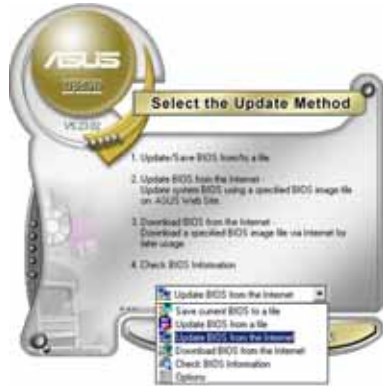 ASUS
Update
V6.23.02
Select the Update Method
1. Update/Save BIOS from/to a file
2. Update BIOS from the Internet -
Update system BIOS using a specified BIOS image file
on ASUS Web Site.
3. Download BIOS from the Internet -
Download a specified BIOS image file via Internet for
later usage.
4. Check BIOS Information
Update BIOS from the Internet
Save current BIOS to a file
Update BIOS from a file
Update BIOS from the Internet
Download BIOS from the Internet
Check BIOS Information
Options